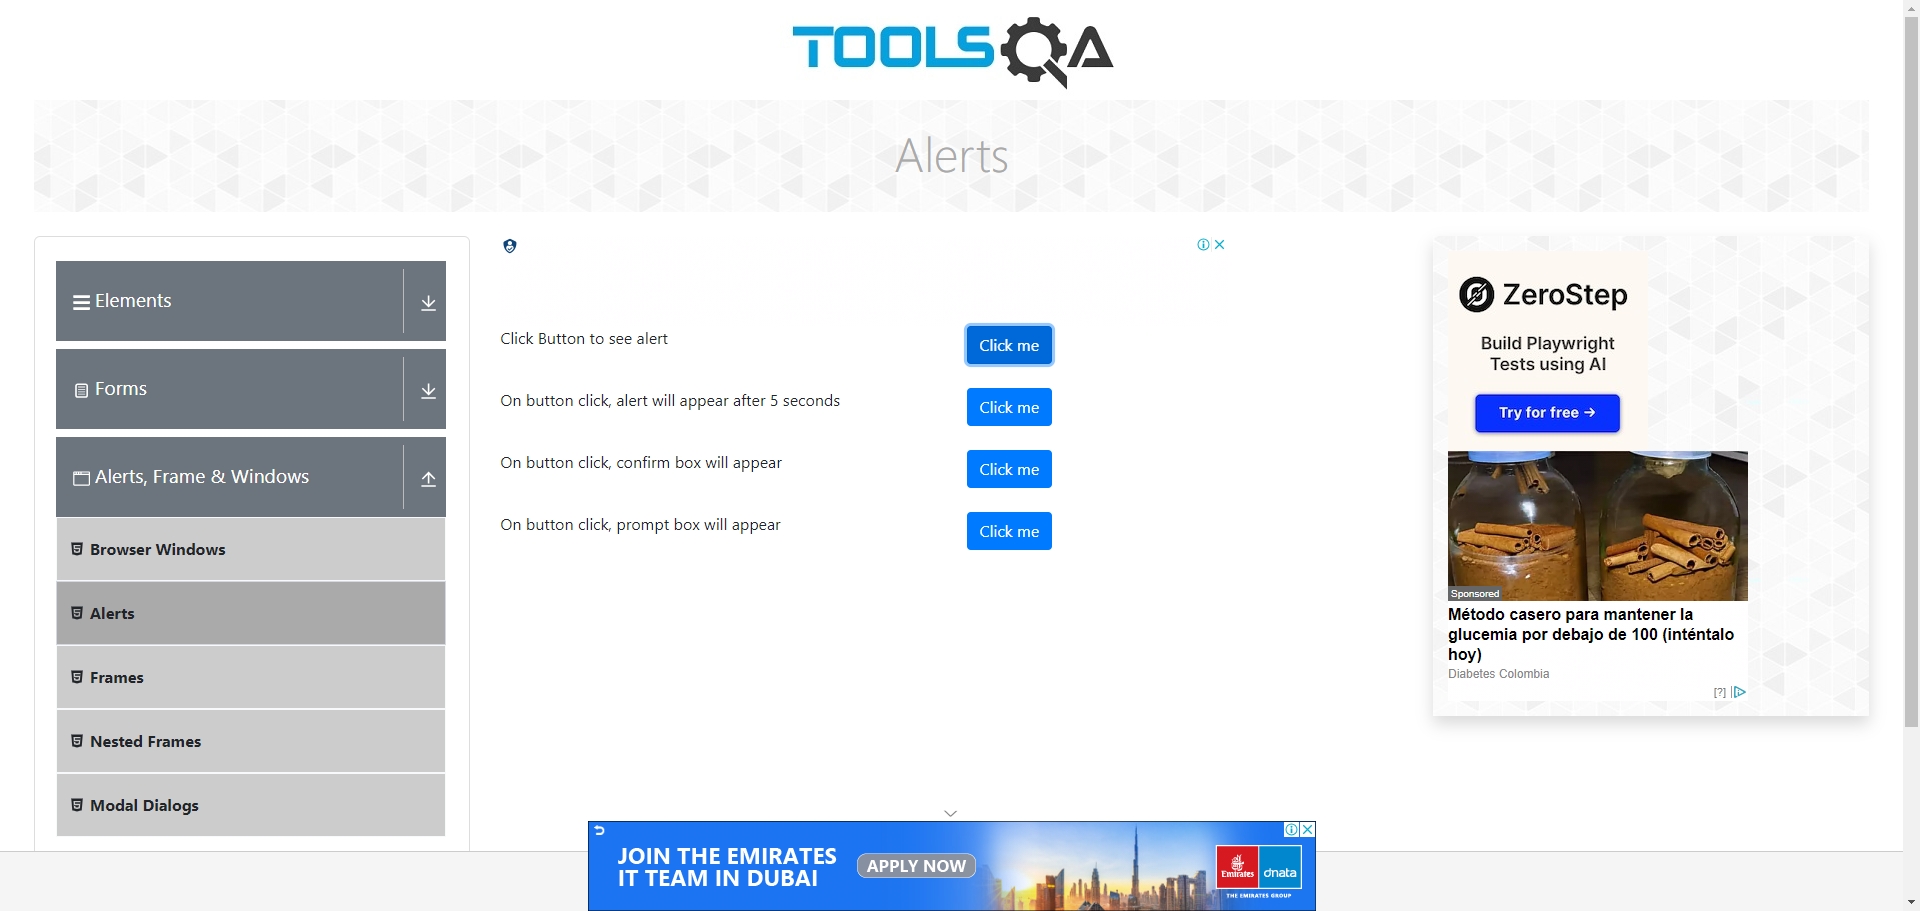 TOOLSQA
Alerts
Elements
Forms
Alerts, Frame & Windows
Browser Windows
Alerts
Frames
Nested Frames
Modal Dialogs
Click Button to see alert
Click me
On button click, alert will appear after 5 seconds
Click me
On button click, confirm box will appear
Click me
On button click, prompt box will appear
Click me
ZeroStep
Build Playwright
Tests using AI
Try for free →
Sponsored
Método casero para mantener la
glucemia por debajo de 100 (inténtalo
hoy)
Diabetes Colombia
[?]
JOIN THE EMIRATES
IT TEAM IN DUBAI
APPLY NOW
Emirates
dnata
THE EMIRATES GROUP